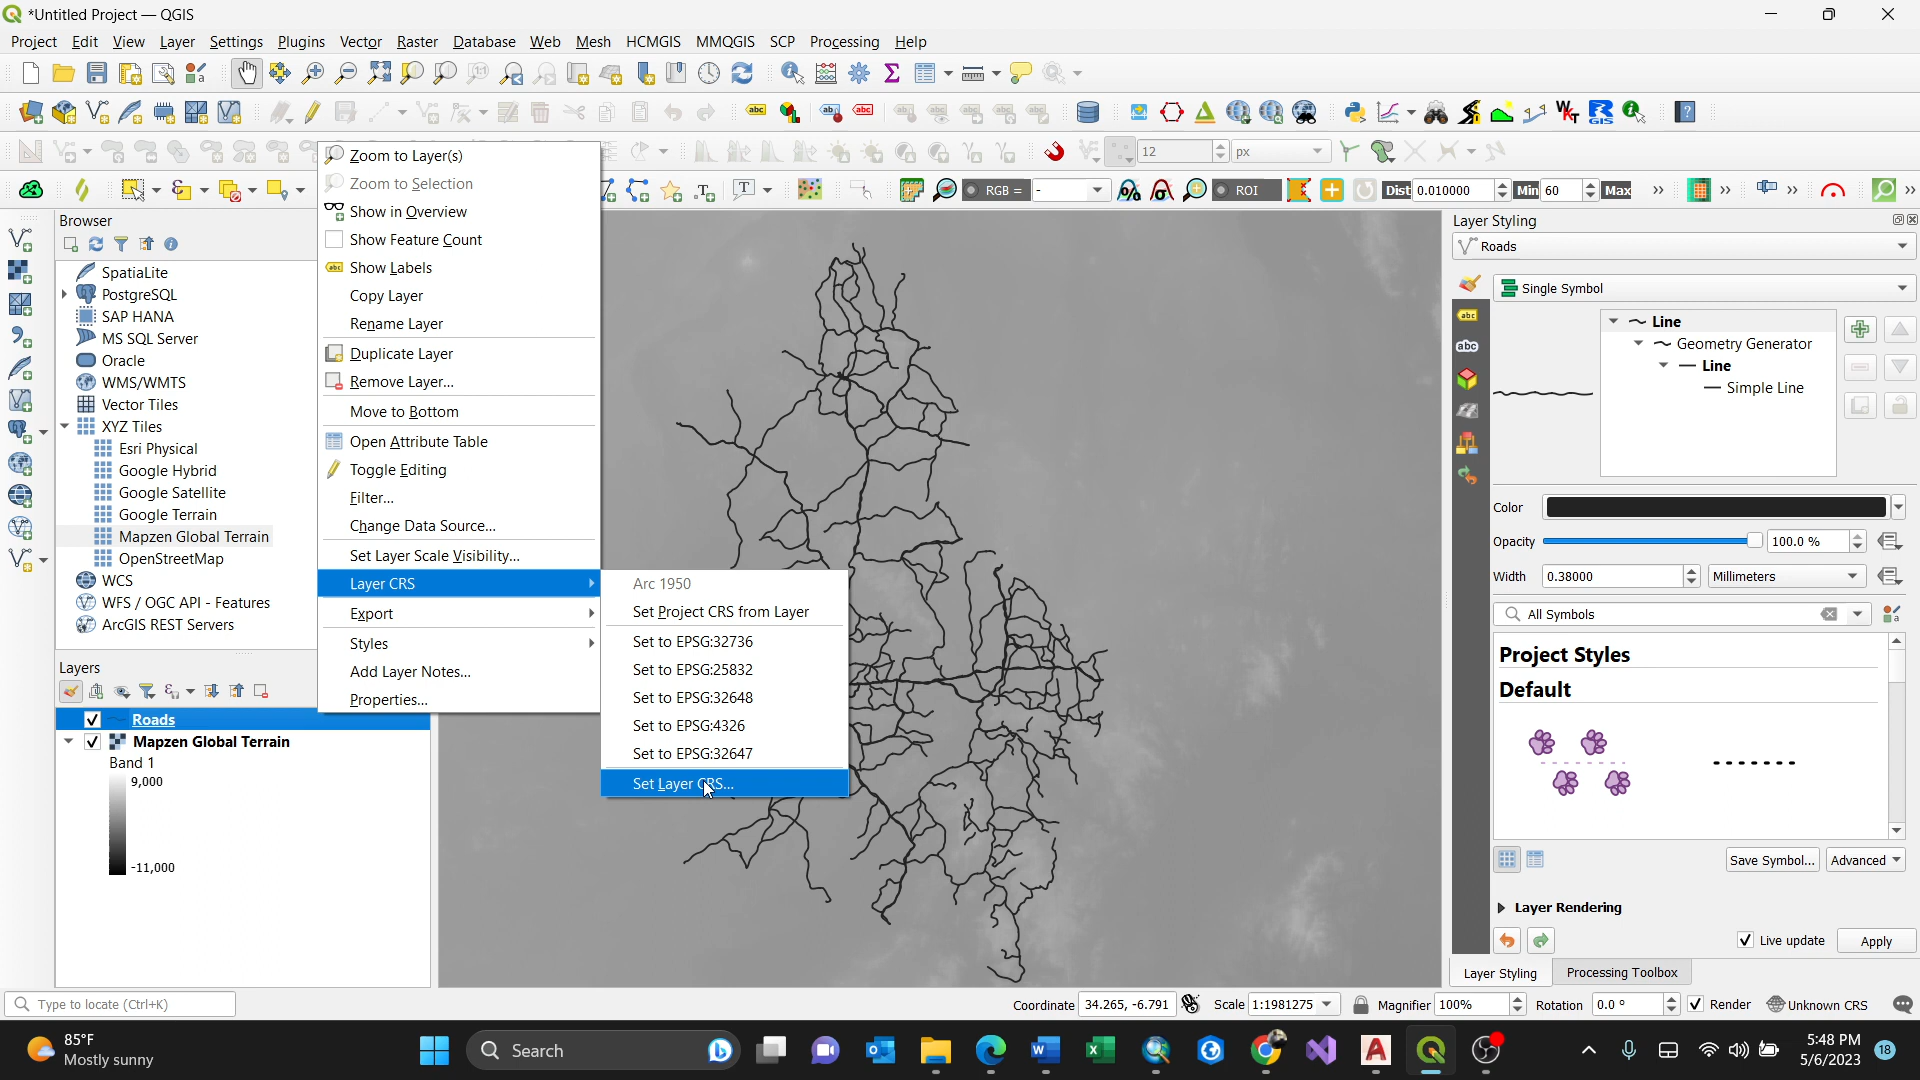 *Untitled Project — QGIS
Project Edit View Layer Settings Plugins Vector Raster Database Web Mesh HCMGIS MMQGIS SCP Processing Help
12 px
RGB = - ROI Dist 0.010000 Min 60 Max
Browser
SpatiaLite
PostgreSQL
SAP HANA
MS SQL Server
Oracle
WMS/WMTS
Vector Tiles
XYZ Tiles
Esri Physical
Google Hybrid
Google Satellite
Google Terrain
Mapzen Global Terrain
OpenStreetMap
WCS
WFS / OGC API - Features
ArcGIS REST Servers
Layers
Roads
Mapzen Global Terrain
Band 1
9,000
-11,000
Zoom to Layer(s)
Zoom to Selection
Show in Overview
Show Feature Count
Show Labels
Copy Layer
Rename Layer
Duplicate Layer
Remove Layer...
Move to Bottom
Open Attribute Table
Toggle Editing
Filter...
Change Data Source...
Set Layer Scale Visibility...
Layer CRS
Export
Styles
Add Layer Notes...
Properties...
Arc 1950
Set Project CRS from Layer
Set to EPSG:32736
Set to EPSG:25832
Set to EPSG:32648
Set to EPSG:4326
Set to EPSG:32647
Set Layer CRS...
Layer Styling
Roads
Single Symbol
Line
Geometry Generator
Line
Simple Line
Color
Opacity 100.0 %
Width 0.38000 Millimeters
All Symbols
Project Styles
Default
Save Symbol... Advanced
Layer Rendering
Live update Apply
Layer Styling Processing Toolbox
Type to locate (Ctrl+K) Coordinate 34.265, -6.791 Scale 1:1981275 Magnifier 100% Rotation 0.0 ° Render Unknown CRS
85°F
Mostly sunny
Search
5:48 PM
5/6/2023
18